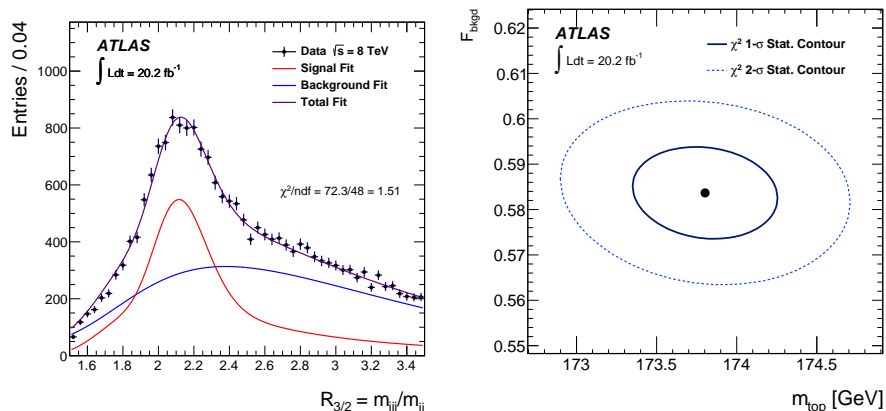 ATLAS
∫ Ldt = 20.2 fb⁻¹
Data √s = 8 TeV
Signal Fit
Background Fit
Total Fit
χ²/ndf = 72.3/48 = 1.51
Entries / 0.04
1000
800
600
400
200
0
1.6 1.8 2 2.2 2.4 2.6 2.8 3 3.2 3.4
R₃/₂ = mⱼⱼⱼ/mⱼⱼ
F_bkgd
ATLAS
∫ Ldt = 20.2 fb⁻¹
χ² 1-σ Stat. Contour
χ² 2-σ Stat. Contour
0.62
0.61
0.6
0.59
0.58
0.57
0.56
0.55
173 173.5 174 174.5
m_top [GeV]